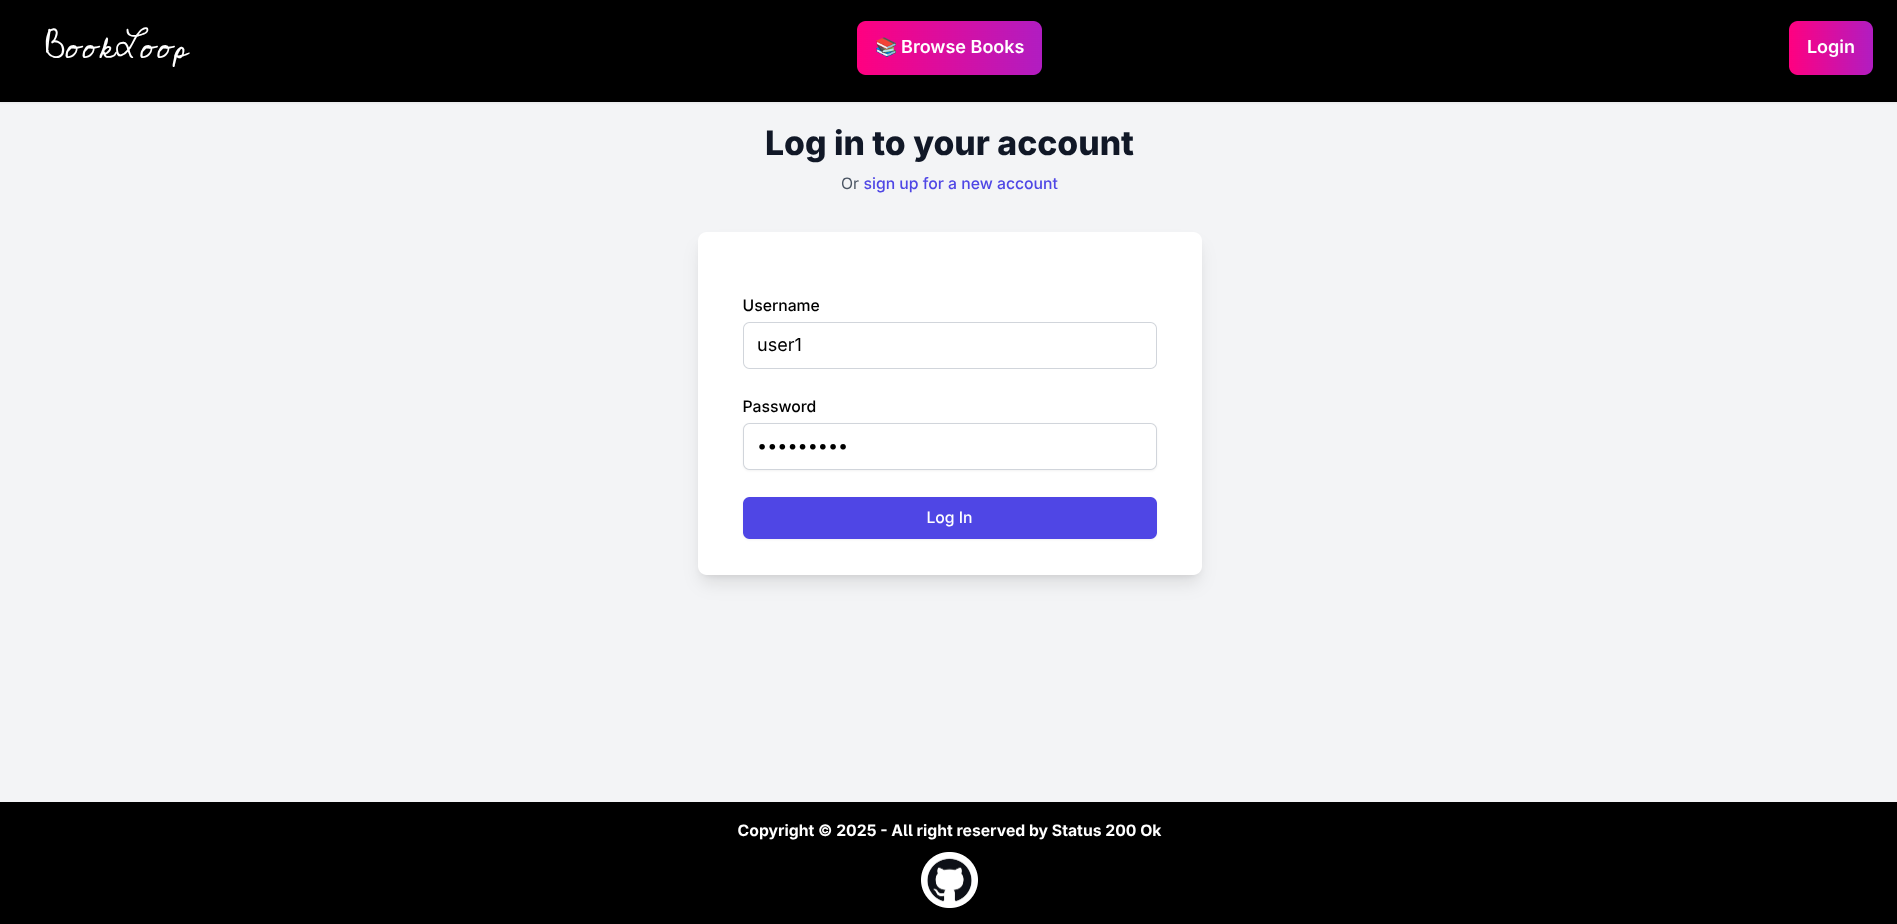 BookLoop
📚 Browse Books
Login
Log in to your account
Or sign up for a new account
Username
user1
Password
•••••••••
Log In
Copyright © 2025 - All right reserved by Status 200 Ok